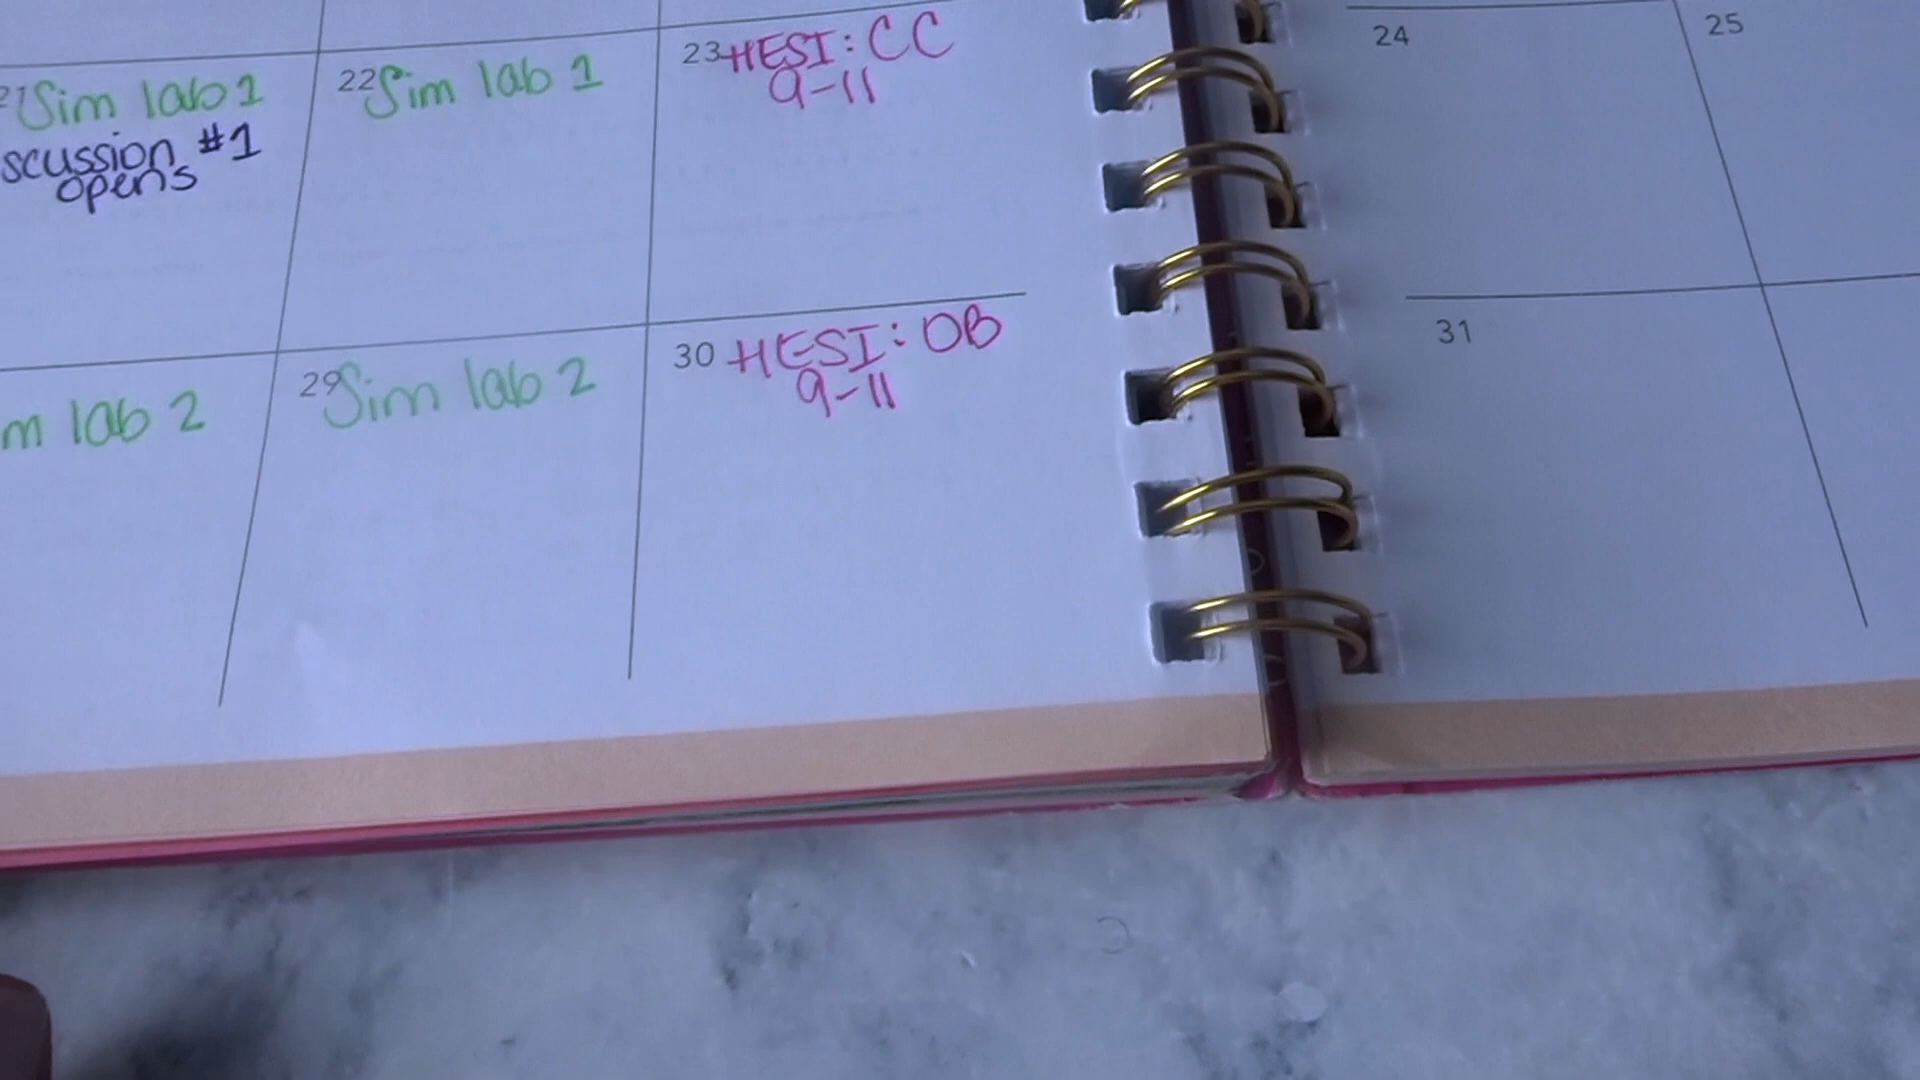 21 Sim lab 1
scussion #1
opens
22 Sim lab 1
23 HESI: CC
9-11
24
25
m lab 2
29 Sim lab 2
30 HESI: OB
9-11
31